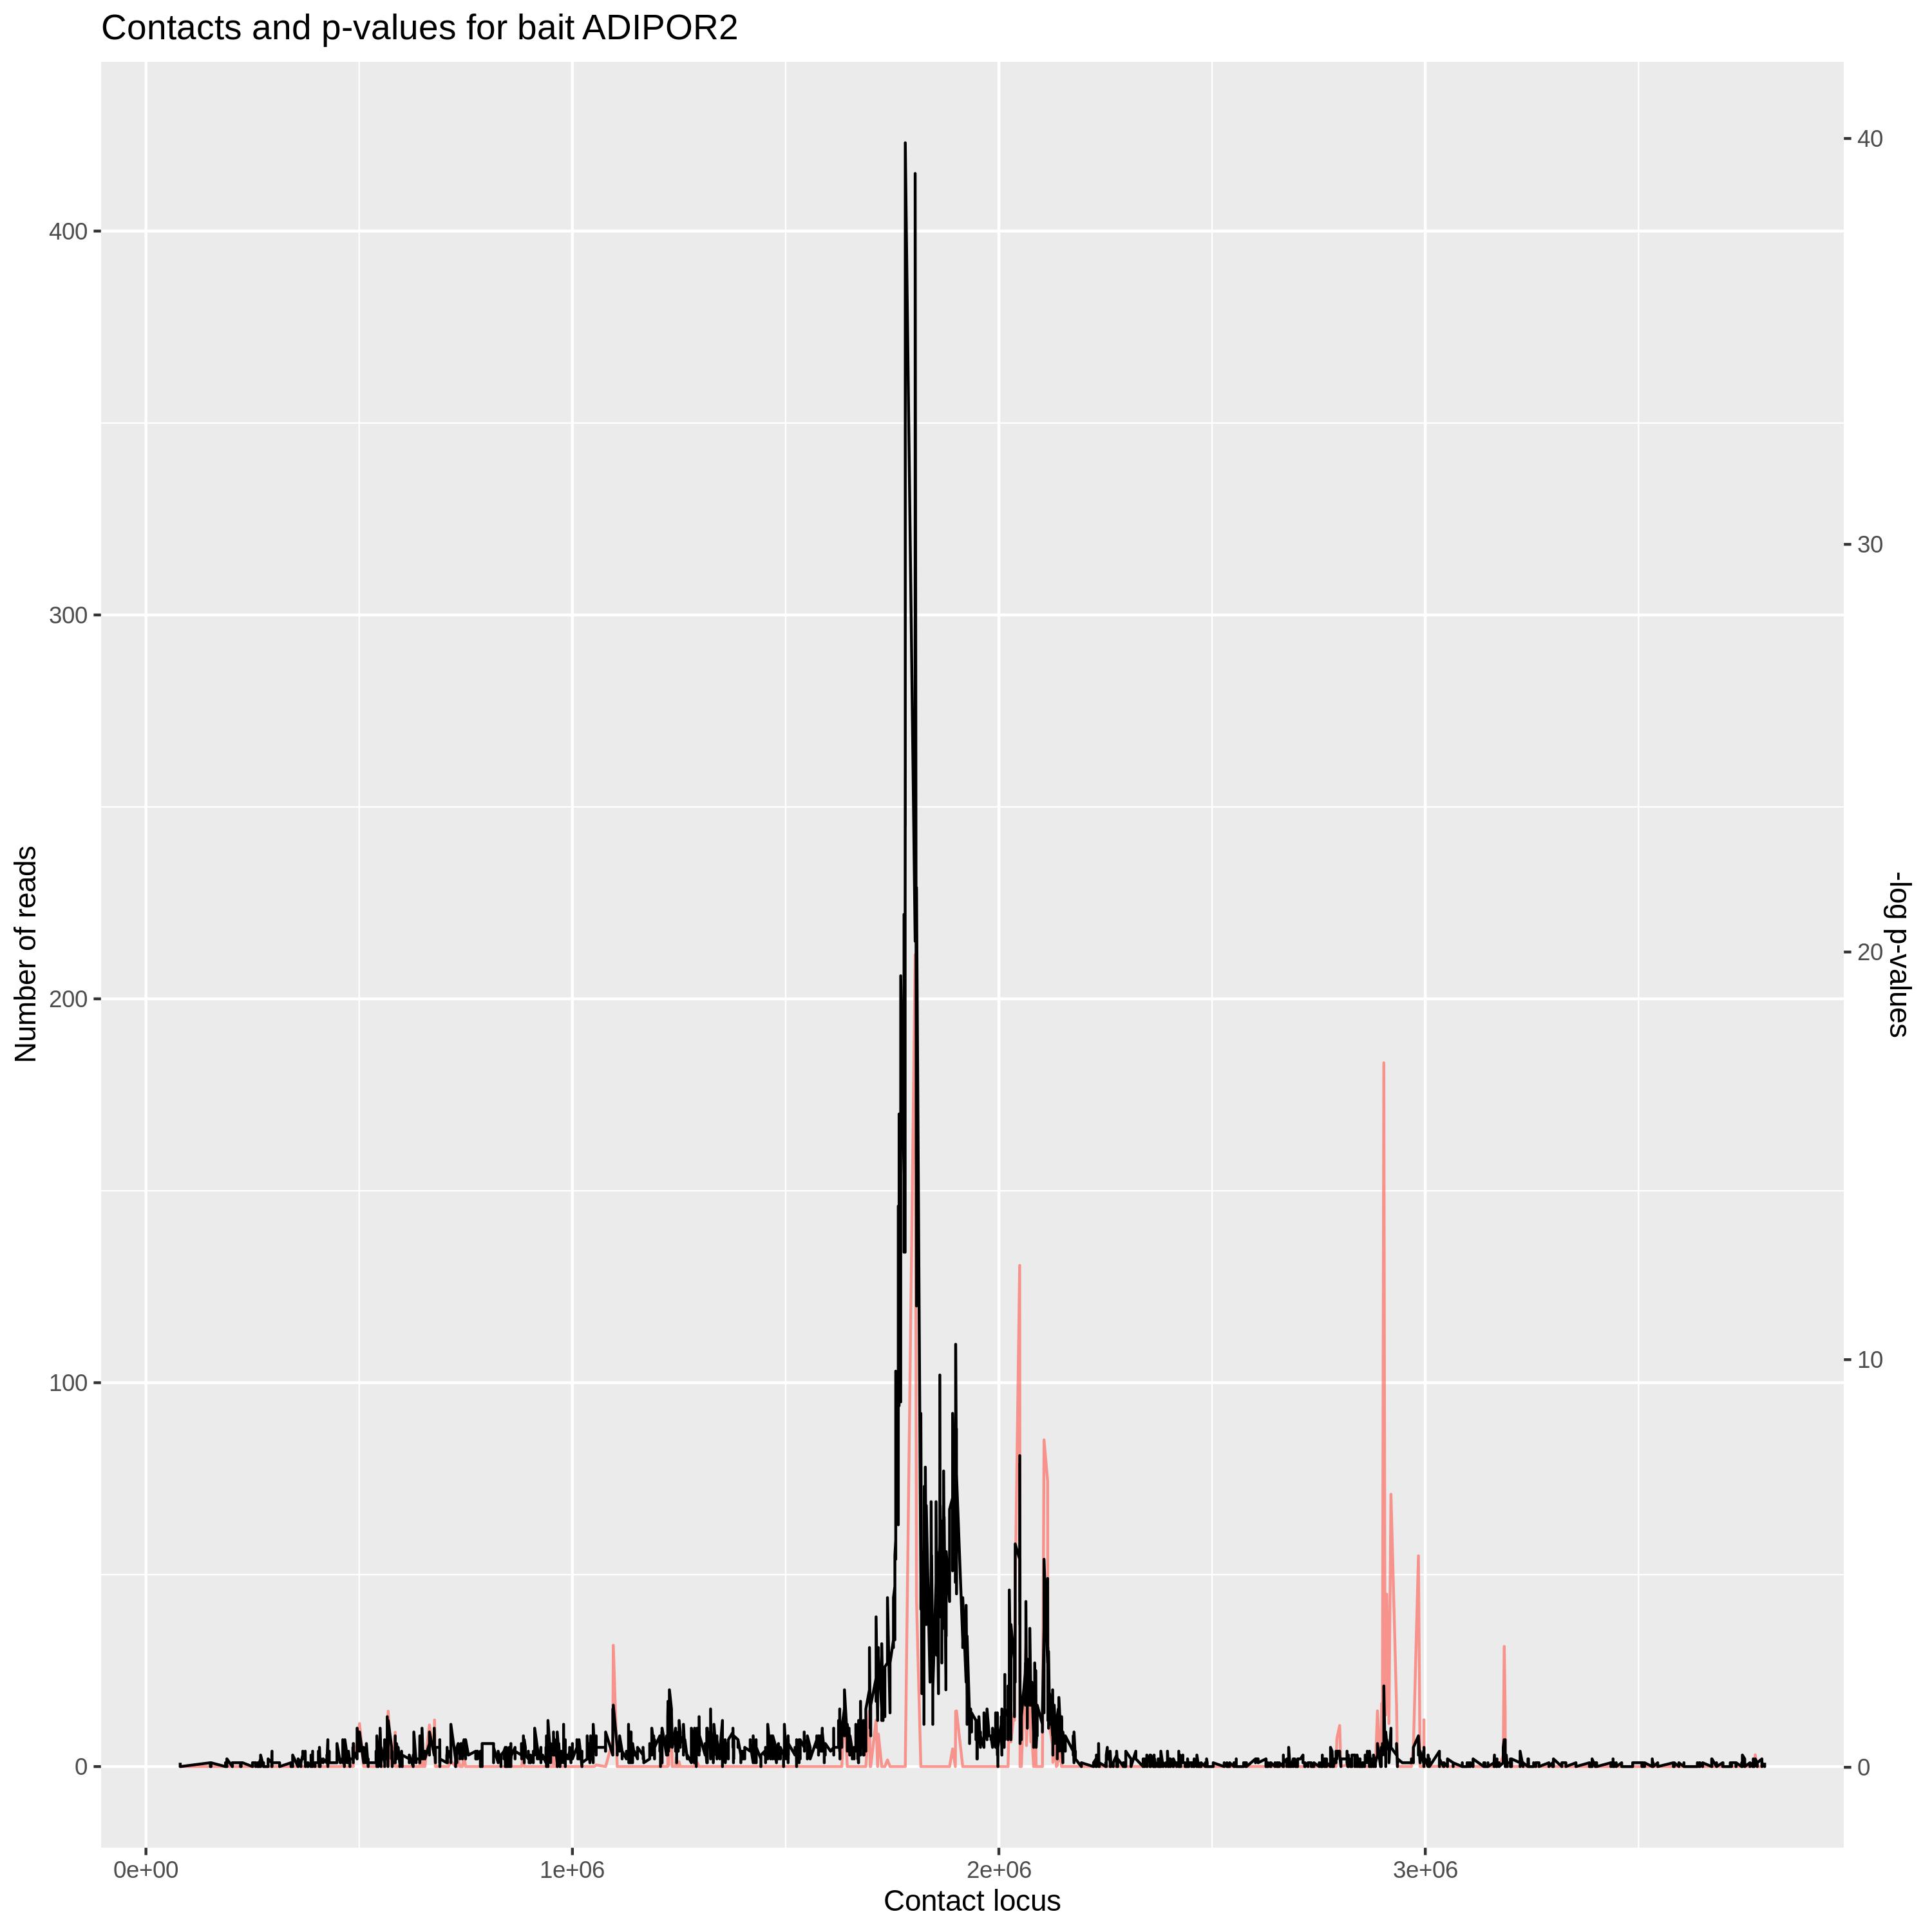 Contacts and p-values for bait ADIPOR2
Number of reads
400
300
200
100
0
40
30
20
10
0
-log p-values
0e+00
1e+06
2e+06
3e+06
Contact locus